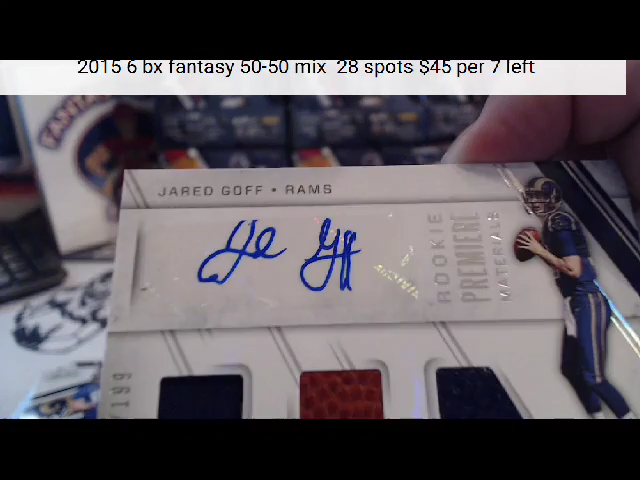 2015 6 bx fantasy 50-50 mix 28 spots $45 per 7 left
JARED GOFF • RAMS
ROOKIE
PREMIERE
MATERIALS
/199